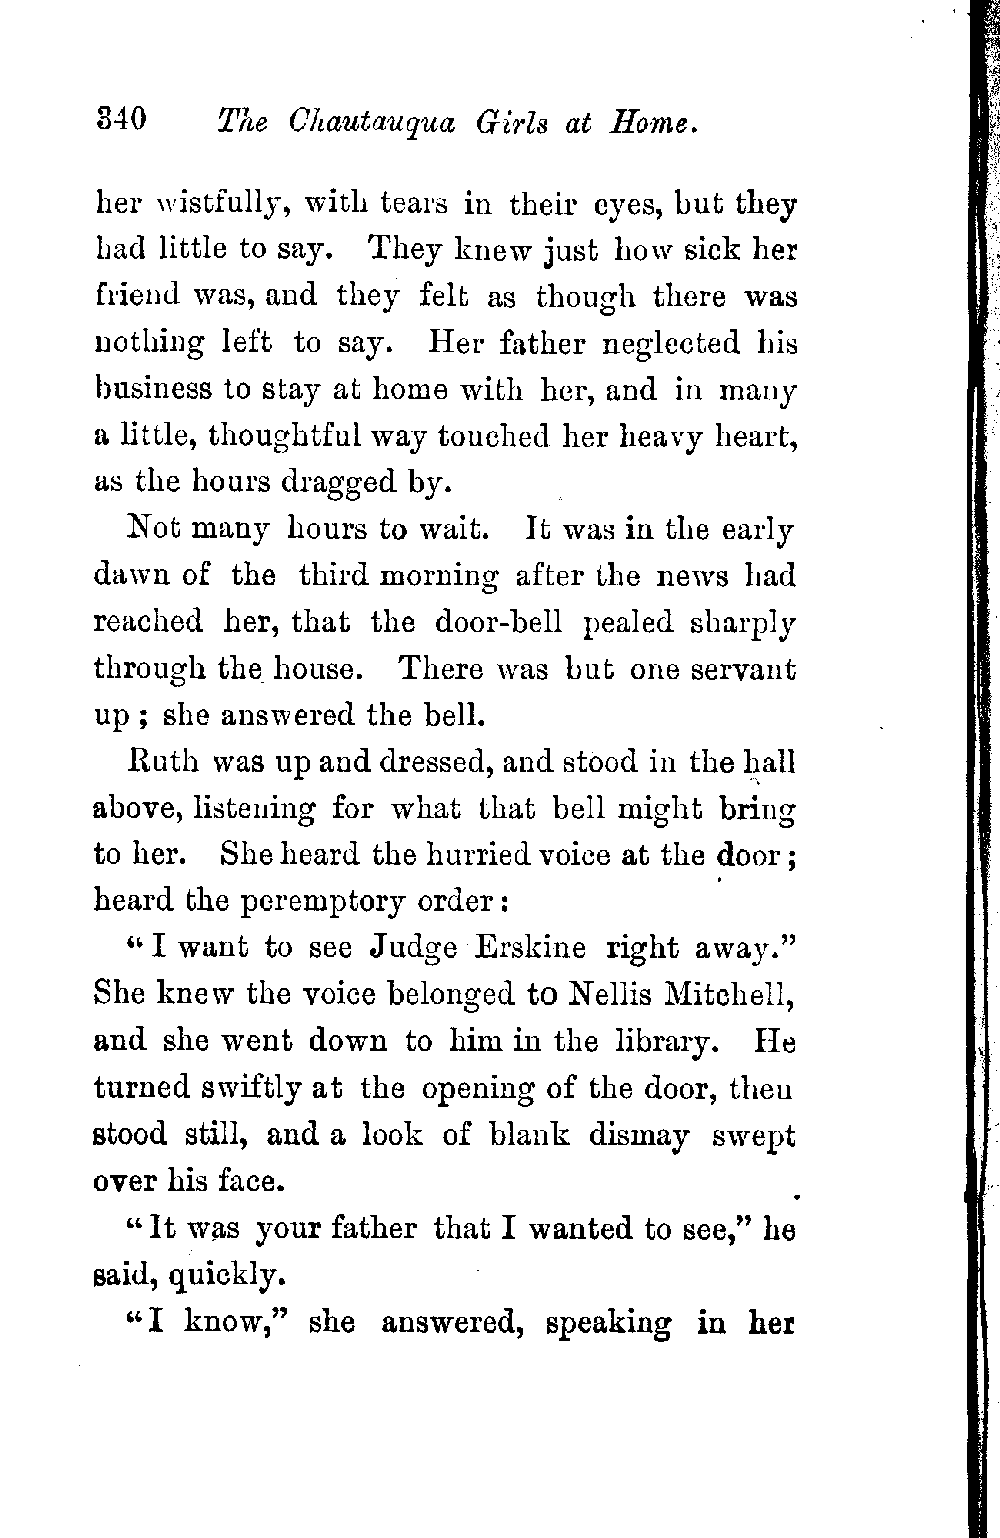 340 The Chautauqua Girls at Home.
her wistfully, with tears in their eyes, but they
had little to say. They knew just how sick her
friend was, and they felt as though there was
nothing left to say. Her father neglected his
business to stay at home with her, and in many
a little, thoughtful way touched her heavy heart,
as the hours dragged by.
Not many hours to wait. It was in the early
dawn of the third morning after the news had
reached her, that the door-bell pealed sharply
through the house. There was but one servant
up; she answered the bell.
Ruth was up and dressed, and stood in the hall
above, listening for what that bell might bring
to her. She heard the hurried voice at the door;
heard the peremptory order:
"I want to see Judge Erskine right away."
She knew the voice belonged to Nellis Mitchell,
and she went down to him in the library. He
turned swiftly at the opening of the door, then
stood still, and a look of blank dismay swept
over his face.
"It was your father that I wanted to see," he
said, quickly.
"I know," she answered, speaking in her